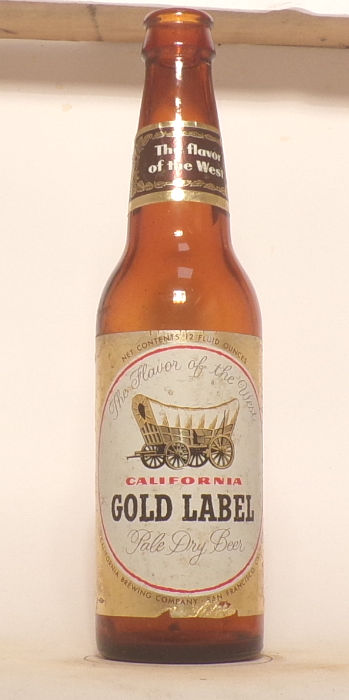 The flavor
of the West
NET CONTENTS 12 FLUID OUNCES
The Flavor of the West
CALIFORNIA
GOLD LABEL
Pale Dry Beer
CALIFORNIA BREWING COMPANY SAN FRANCISCO